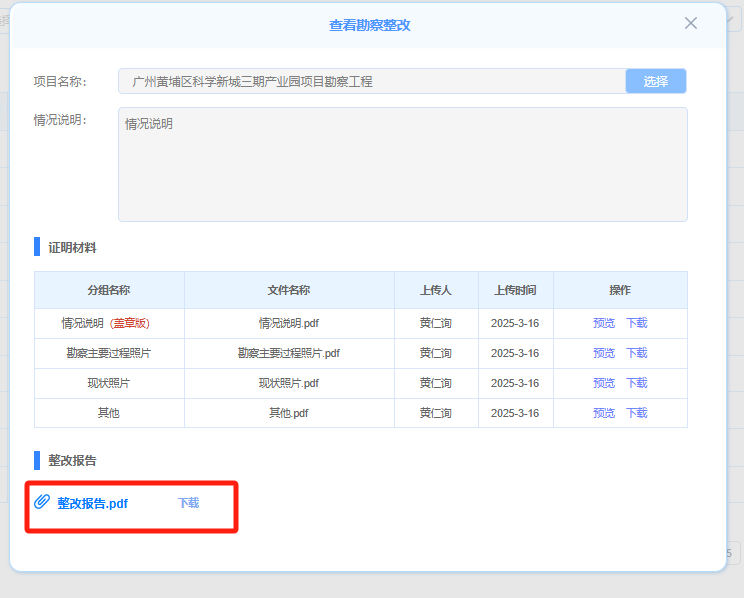 查看勘察整改
项目名称： 广州黄埔区科学新城三期产业园项目勘察工程 选择
情况说明： 情况说明
证明材料
分组名称 文件名称 上传人 上传时间 操作
情况说明（盖章版） 情况说明.pdf 黄仁询 2025-3-16 预览 下载
勘察主要过程照片 勘察主要过程照片.pdf 黄仁询 2025-3-16 预览 下载
现状照片 现状照片.pdf 黄仁询 2025-3-16 预览 下载
其他 其他.pdf 黄仁询 2025-3-16 预览 下载
整改报告
整改报告.pdf 下载
5